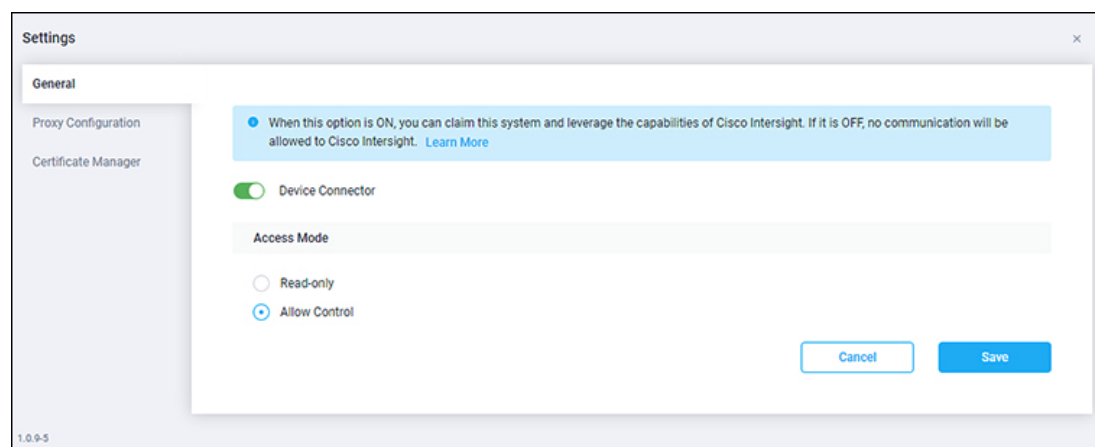 Settings
×
General
Proxy Configuration
Certificate Manager
When this option is ON, you can claim this system and leverage the capabilities of Cisco Intersight. If it is OFF, no communication will be
allowed to Cisco Intersight. Learn More
Device Connector
Access Mode
Read-only
Allow Control
Cancel
Save
1.0.9-5